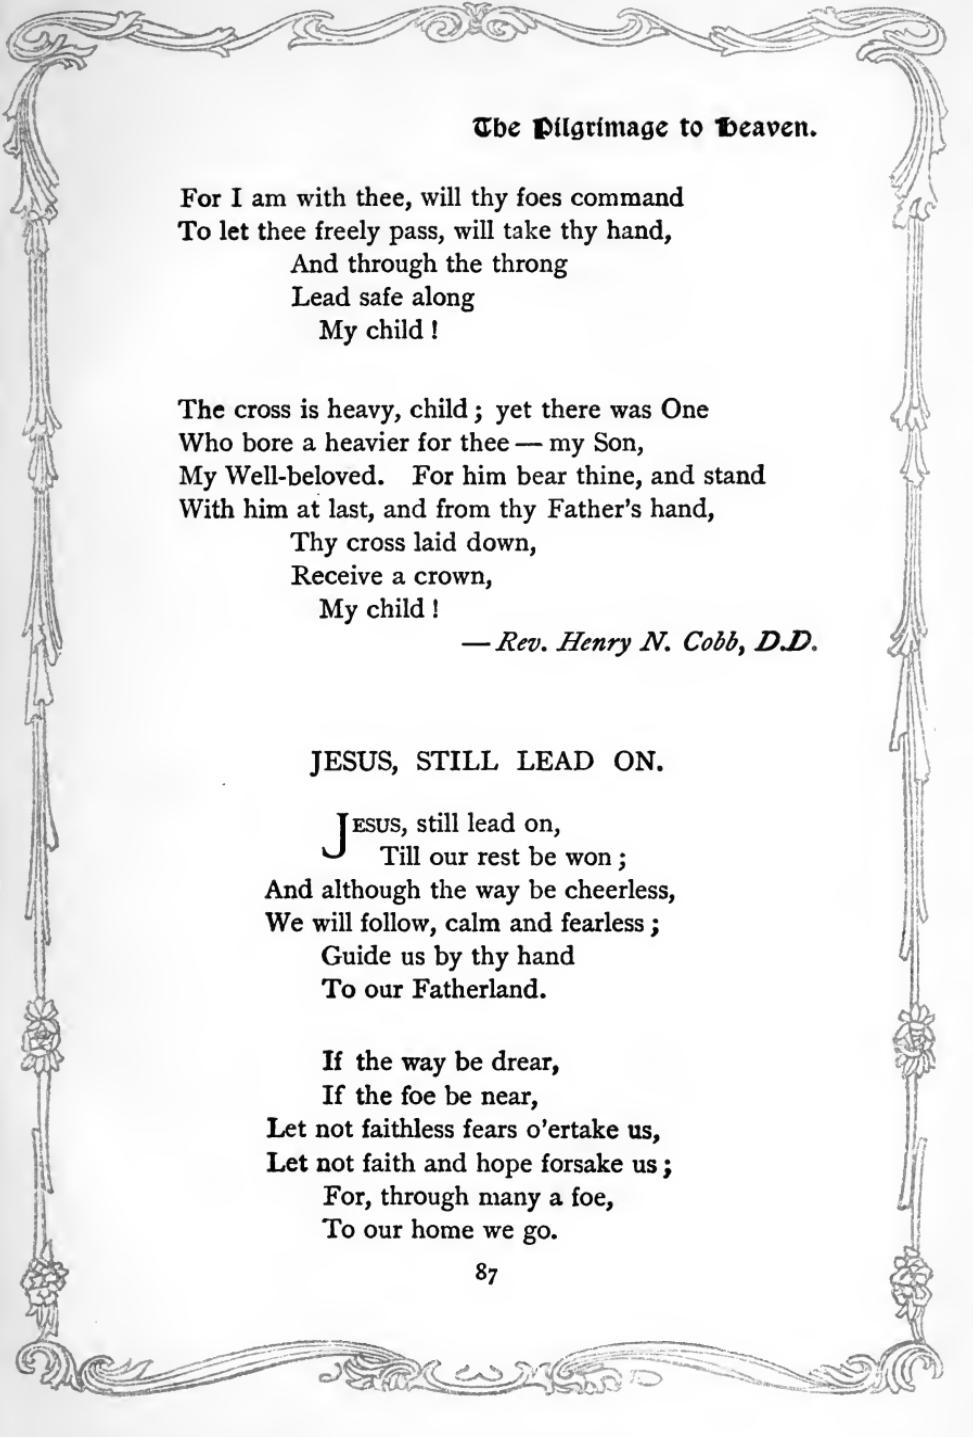 The Pilgrimage to Heaven.
For I am with thee, will thy foes command
To let thee freely pass, will take thy hand,
And through the throng
Lead safe along
My child !
The cross is heavy, child ; yet there was One
Who bore a heavier for thee — my Son,
My Well-beloved. For him bear thine, and stand
With him at last, and from thy Father's hand,
Thy cross laid down,
Receive a crown,
My child !
— Rev. Henry N. Cobb, D.D.
JESUS, STILL LEAD ON.
JESUS, still lead on,
Till our rest be won ;
And although the way be cheerless,
We will follow, calm and fearless ;
Guide us by thy hand
To our Fatherland.
If the way be drear,
If the foe be near,
Let not faithless fears o'ertake us,
Let not faith and hope forsake us ;
For, through many a foe,
To our home we go.
87